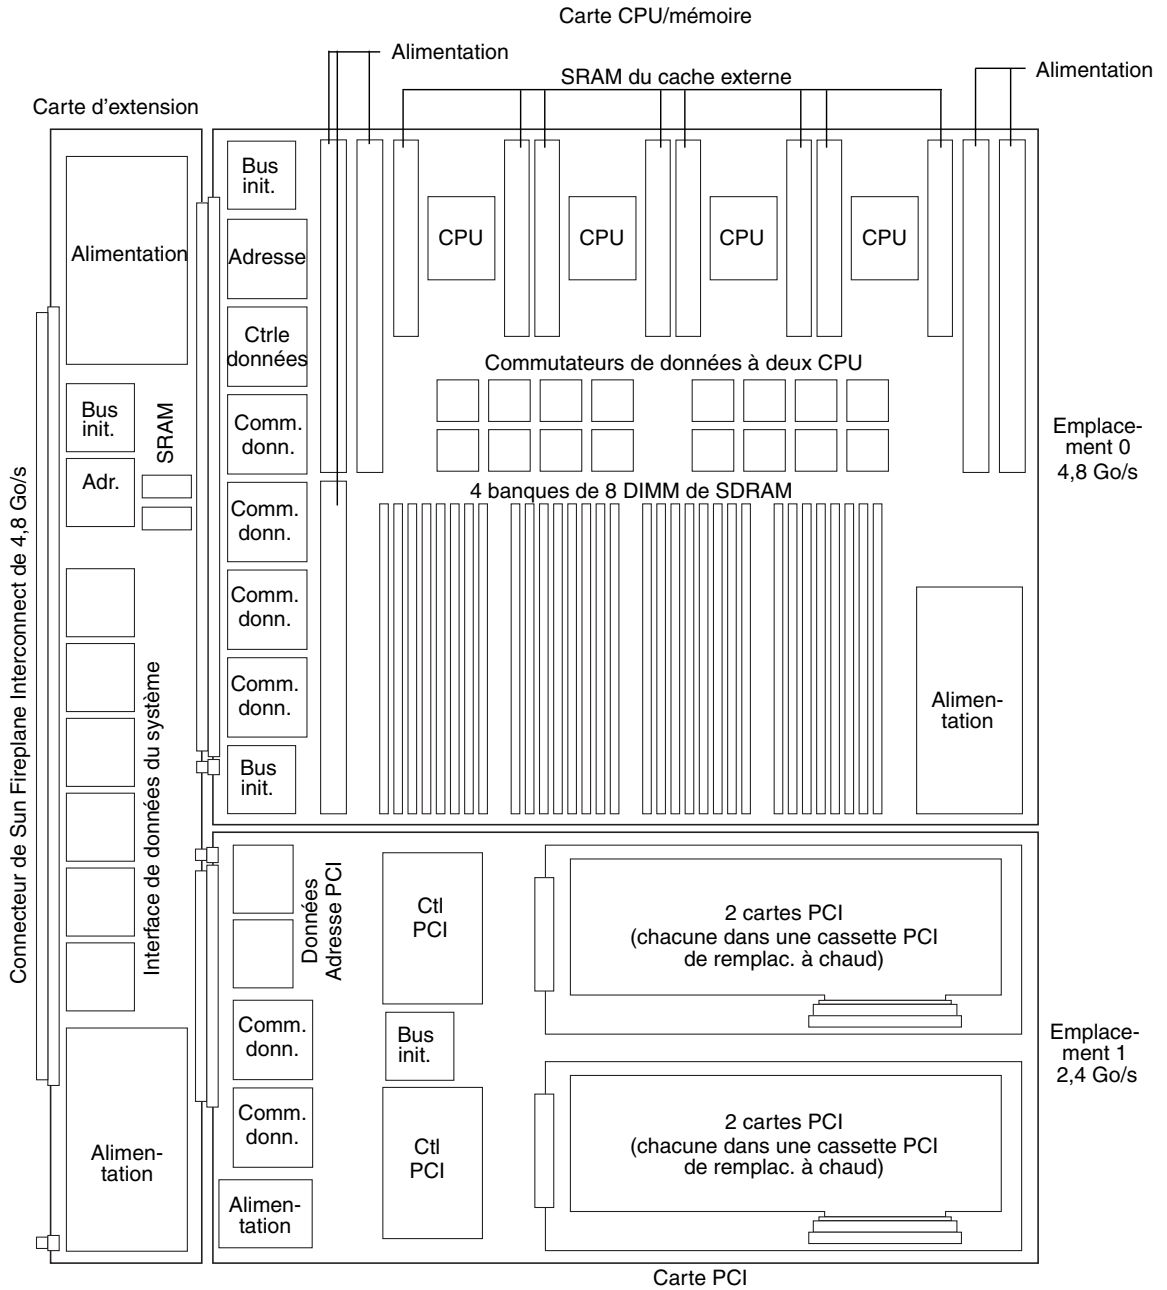 Carte CPU/mémoire
Alimentation
SRAM du cache externe
Alimentation
Carte d'extension
Bus
init.
Alimentation
Adresse
CPU
CPU
CPU
CPU
Ctrle
données
Commutateurs de données à deux CPU
Bus
init.
SRAM
Adr.
Comm.
donn.
Emplace-
ment 0
4,8 Go/s
4 banques de 8 DIMM de SDRAM
Comm.
donn.
Comm.
donn.
Comm.
donn.
Bus
init.
Alimen-
tation
Connecteur de Sun Fireplane Interconnect de 4,8 Go/s
Interface de données du système
Données
Adresse PCI
Ctl
PCI
2 cartes PCI
(chacune dans une cassette PCI
de remplac. à chaud)
Comm.
donn.
Bus
init.
Emplace-
ment 1
2,4 Go/s
Comm.
donn.
Ctl
PCI
2 cartes PCI
(chacune dans une cassette PCI
de remplac. à chaud)
Alimen-
tation
Alimen-
tation
Carte PCI